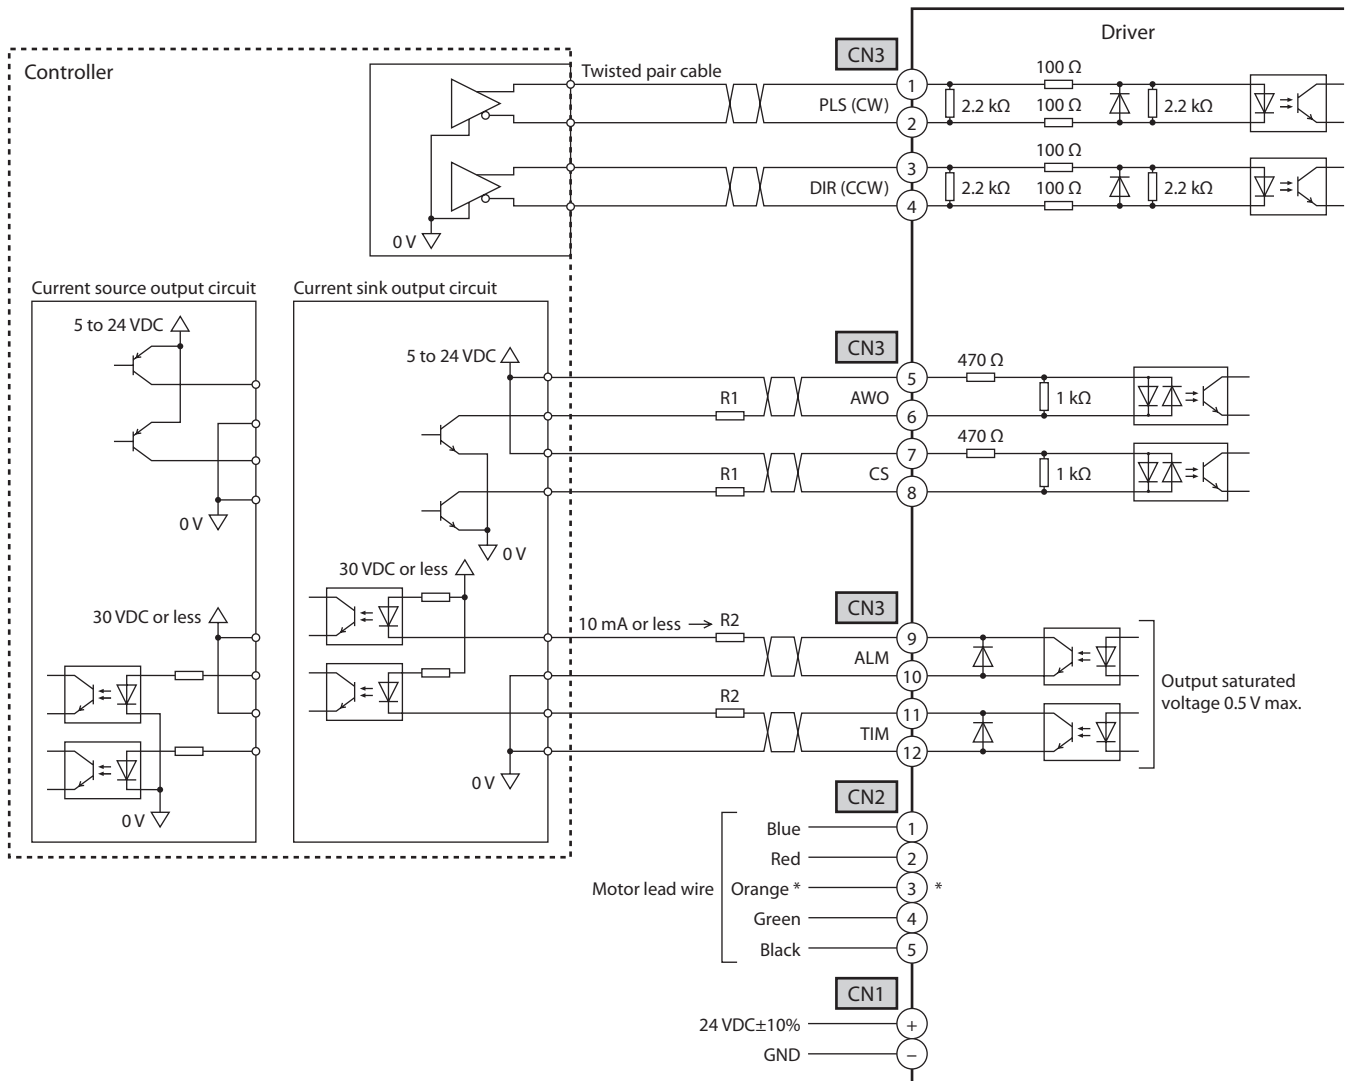 Driver
Controller
CN3
Twisted pair cable
PLS (CW)
1
2
2.2 kΩ
100 Ω
100 Ω
2.2 kΩ
DIR (CCW)
3
4
2.2 kΩ
100 Ω
100 Ω
2.2 kΩ
0 V
Current source output circuit
5 to 24 VDC
0 V
30 VDC or less
0 V
Current sink output circuit
5 to 24 VDC
0 V
30 VDC or less
0 V
CN3
R1
AWO
5
6
470 Ω
1 kΩ
R1
CS
7
8
470 Ω
1 kΩ
CN3
10 mA or less
R2
ALM
9
10
R2
TIM
11
12
Output saturated
voltage 0.5 V max.
CN2
Motor lead wire
Blue 1
Red 2
Orange * 3 *
Green 4
Black 5
CN1
24 VDC±10% +
GND −